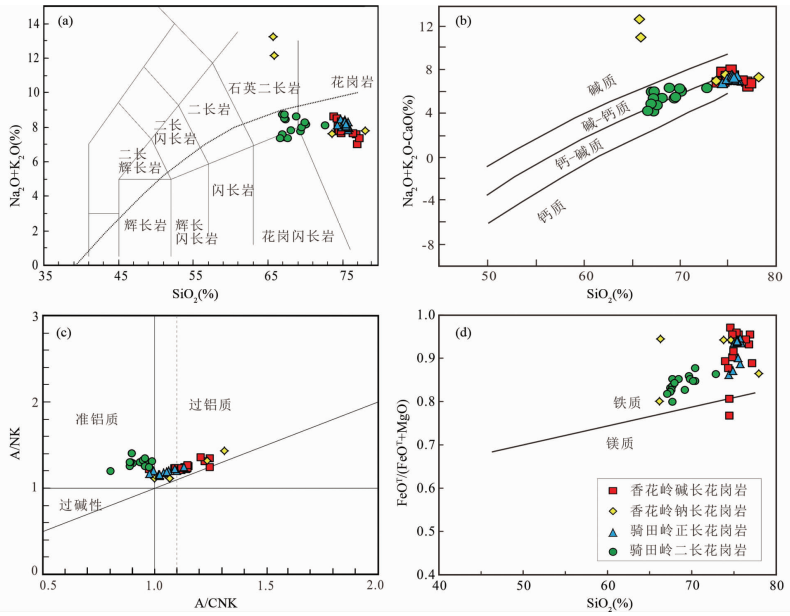 (a)
14
12
10
8
6
4
2
0
Na₂O+K₂O(%)
35
45
55
65
75
SiO₂(%)
石英二长岩
花岗岩
二长岩
二长
闪长岩
二长
辉长岩
闪长岩
辉长岩
辉长
闪长岩
花岗闪长岩
(b)
12
8
4
0
-4
-8
Na₂O+K₂O-CaO(%)
50
60
70
80
SiO₂(%)
碱质
碱-钙质
钙-碱质
钙质
(c)
3
2
1
0
A/NK
0.5
1.0
1.5
2.0
A/CNK
准铝质
过铝质
过碱性
(d)
1.0
0.9
0.8
0.7
0.6
0.5
0.4
FeOᵀ/(FeOᵀ+MgO)
40
50
60
70
80
SiO₂(%)
铁质
镁质
香花岭碱长花岗岩
香花岭钠长花岗岩
骑田岭正长花岗岩
骑田岭二长花岗岩